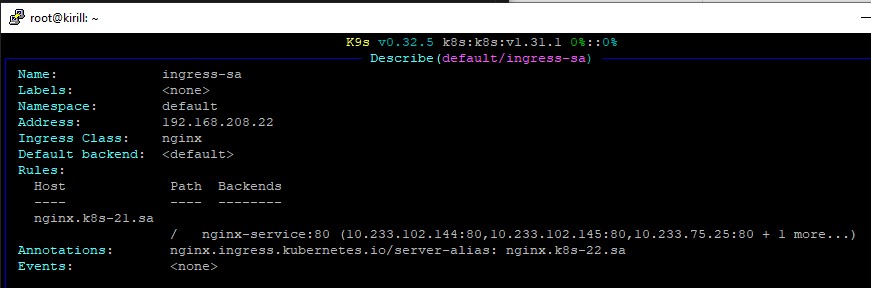 root@kirill: ~
K9s v0.32.5 k8s:k8s:v1.31.1 0%::0%
Describe(default/ingress-sa)
Name: ingress-sa
Labels: <none>
Namespace: default
Address: 192.168.208.22
Ingress Class: nginx
Default backend: <default>
Rules:
Host Path Backends
---- ---- --------
nginx.k8s-21.sa
/ nginx-service:80 (10.233.102.144:80,10.233.102.145:80,10.233.75.25:80 + 1 more...)
Annotations: nginx.ingress.kubernetes.io/server-alias: nginx.k8s-22.sa
Events: <none>